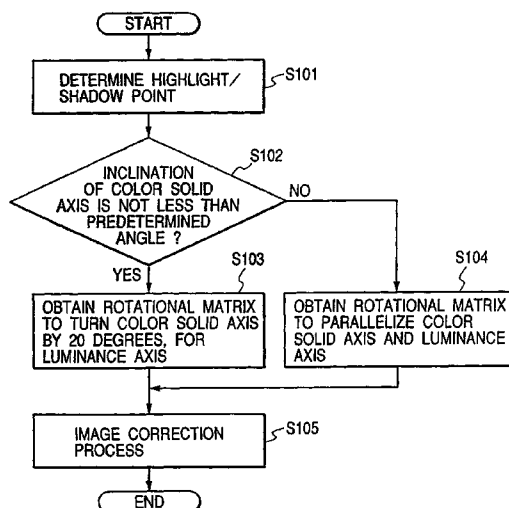 START
DETERMINE HIGHLIGHT/
SHADOW POINT
S101
INCLINATION
OF COLOR SOLID
AXIS IS NOT LESS THAN
PREDETERMINED
ANGLE ?
S102
NO
YES
S103
OBTAIN ROTATIONAL MATRIX
TO TURN COLOR SOLID AXIS
BY 20 DEGREES, FOR
LUMINANCE AXIS
S104
OBTAIN ROTATIONAL MATRIX
TO PARALLELIZE COLOR
SOLID AXIS AND LUMINANCE
AXIS
IMAGE CORRECTION
PROCESS
S105
END